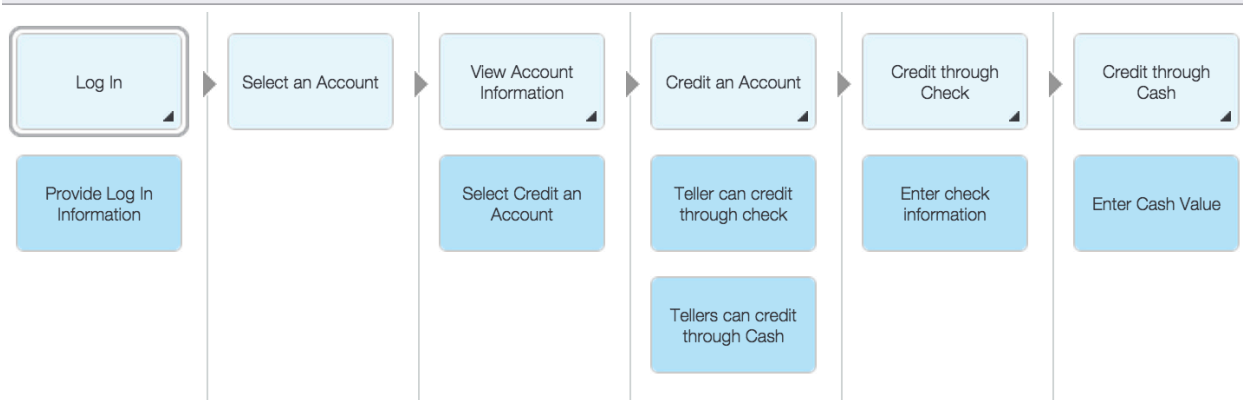 Log In
Select an Account
View Account
Information
Credit an Account
Credit through
Check
Credit through
Cash
Provide Log In
Information
Select Credit an
Account
Teller can credit
through check
Enter check
information
Enter Cash Value
Tellers can credit
through Cash